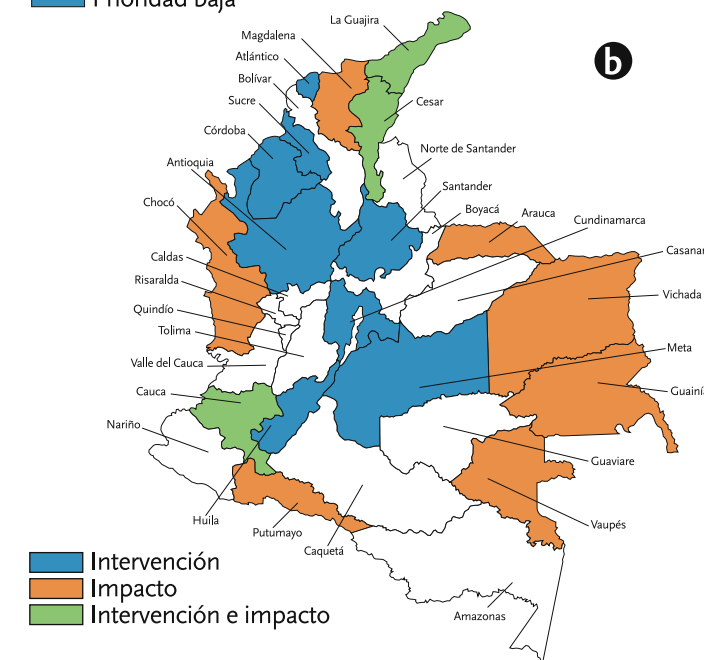 Prioridad baja
La Guajira
Magdalena
b
Atlántico
Bolívar
Sucre
Cesar
Córdoba
Norte de Santander
Antioquia
Santander
Chocó
Boyacá
Arauca
Cundinamarca
Caldas
Casanar
Risaralda
Vichada
Quindío
Tolima
Meta
Valle del Cauca
Cauca
Guainí
Nariño
Guaviare
Huila
Vaupés
Putumayo
Caquetá
Intervención
Impacto
Intervención e impacto
Amazonas